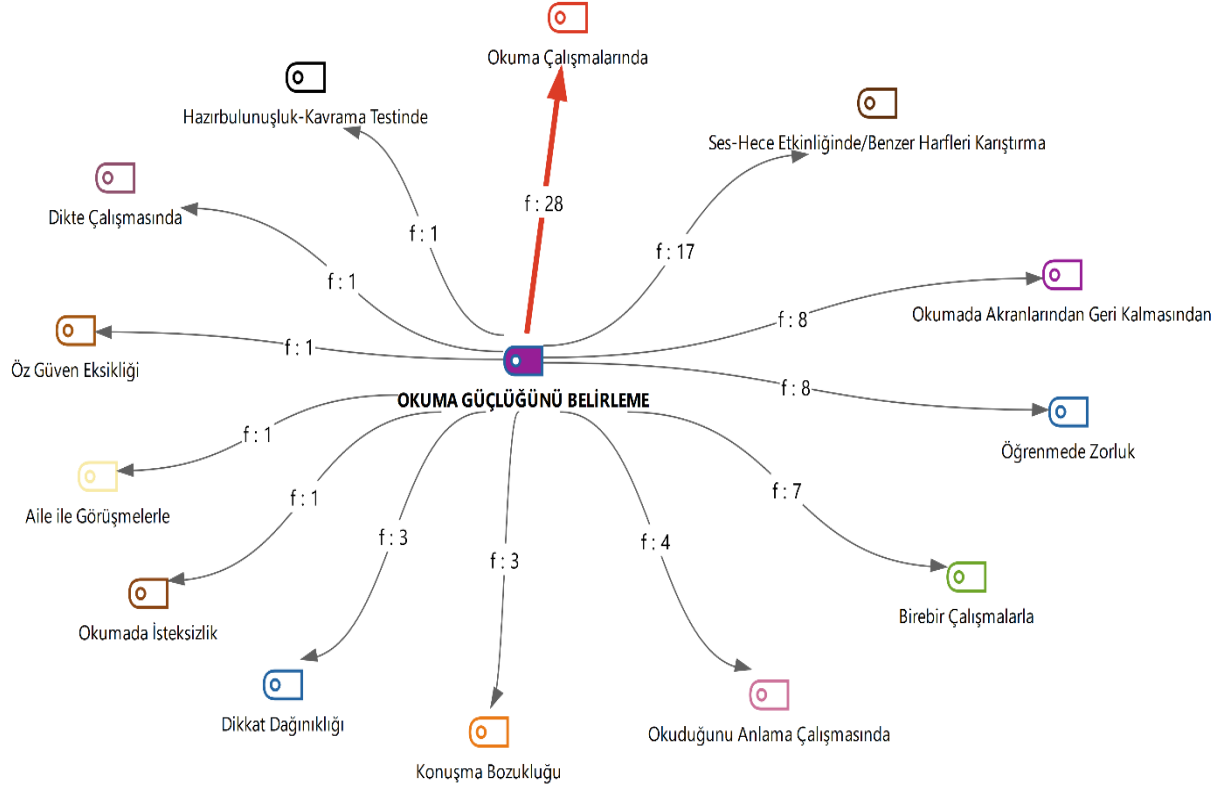 Okuma Çalışmalarında
Hazırbulunuşluk-Kavrama Testinde
Ses-Hece Etkinliğinde/Benzer Harfleri Karıştırma
Dikte Çalışmasında
f : 28
f : 1
f : 17
f : 1
Okumada Akranlarından Geri Kalmasından
f : 8
f : 1
Öz Güven Eksikliği
f : 8
OKUMA GÜÇLÜĞÜNÜ BELİRLEME
f : 1
Öğrenmede Zorluk
f : 1
f : 7
Aile ile Görüşmelerle
f : 3
f : 4
f : 3
Birebir Çalışmalarla
Okumada İsteksizlik
Dikkat Dağınıklığı
Okuduğunu Anlama Çalışmasında
Konuşma Bozukluğu